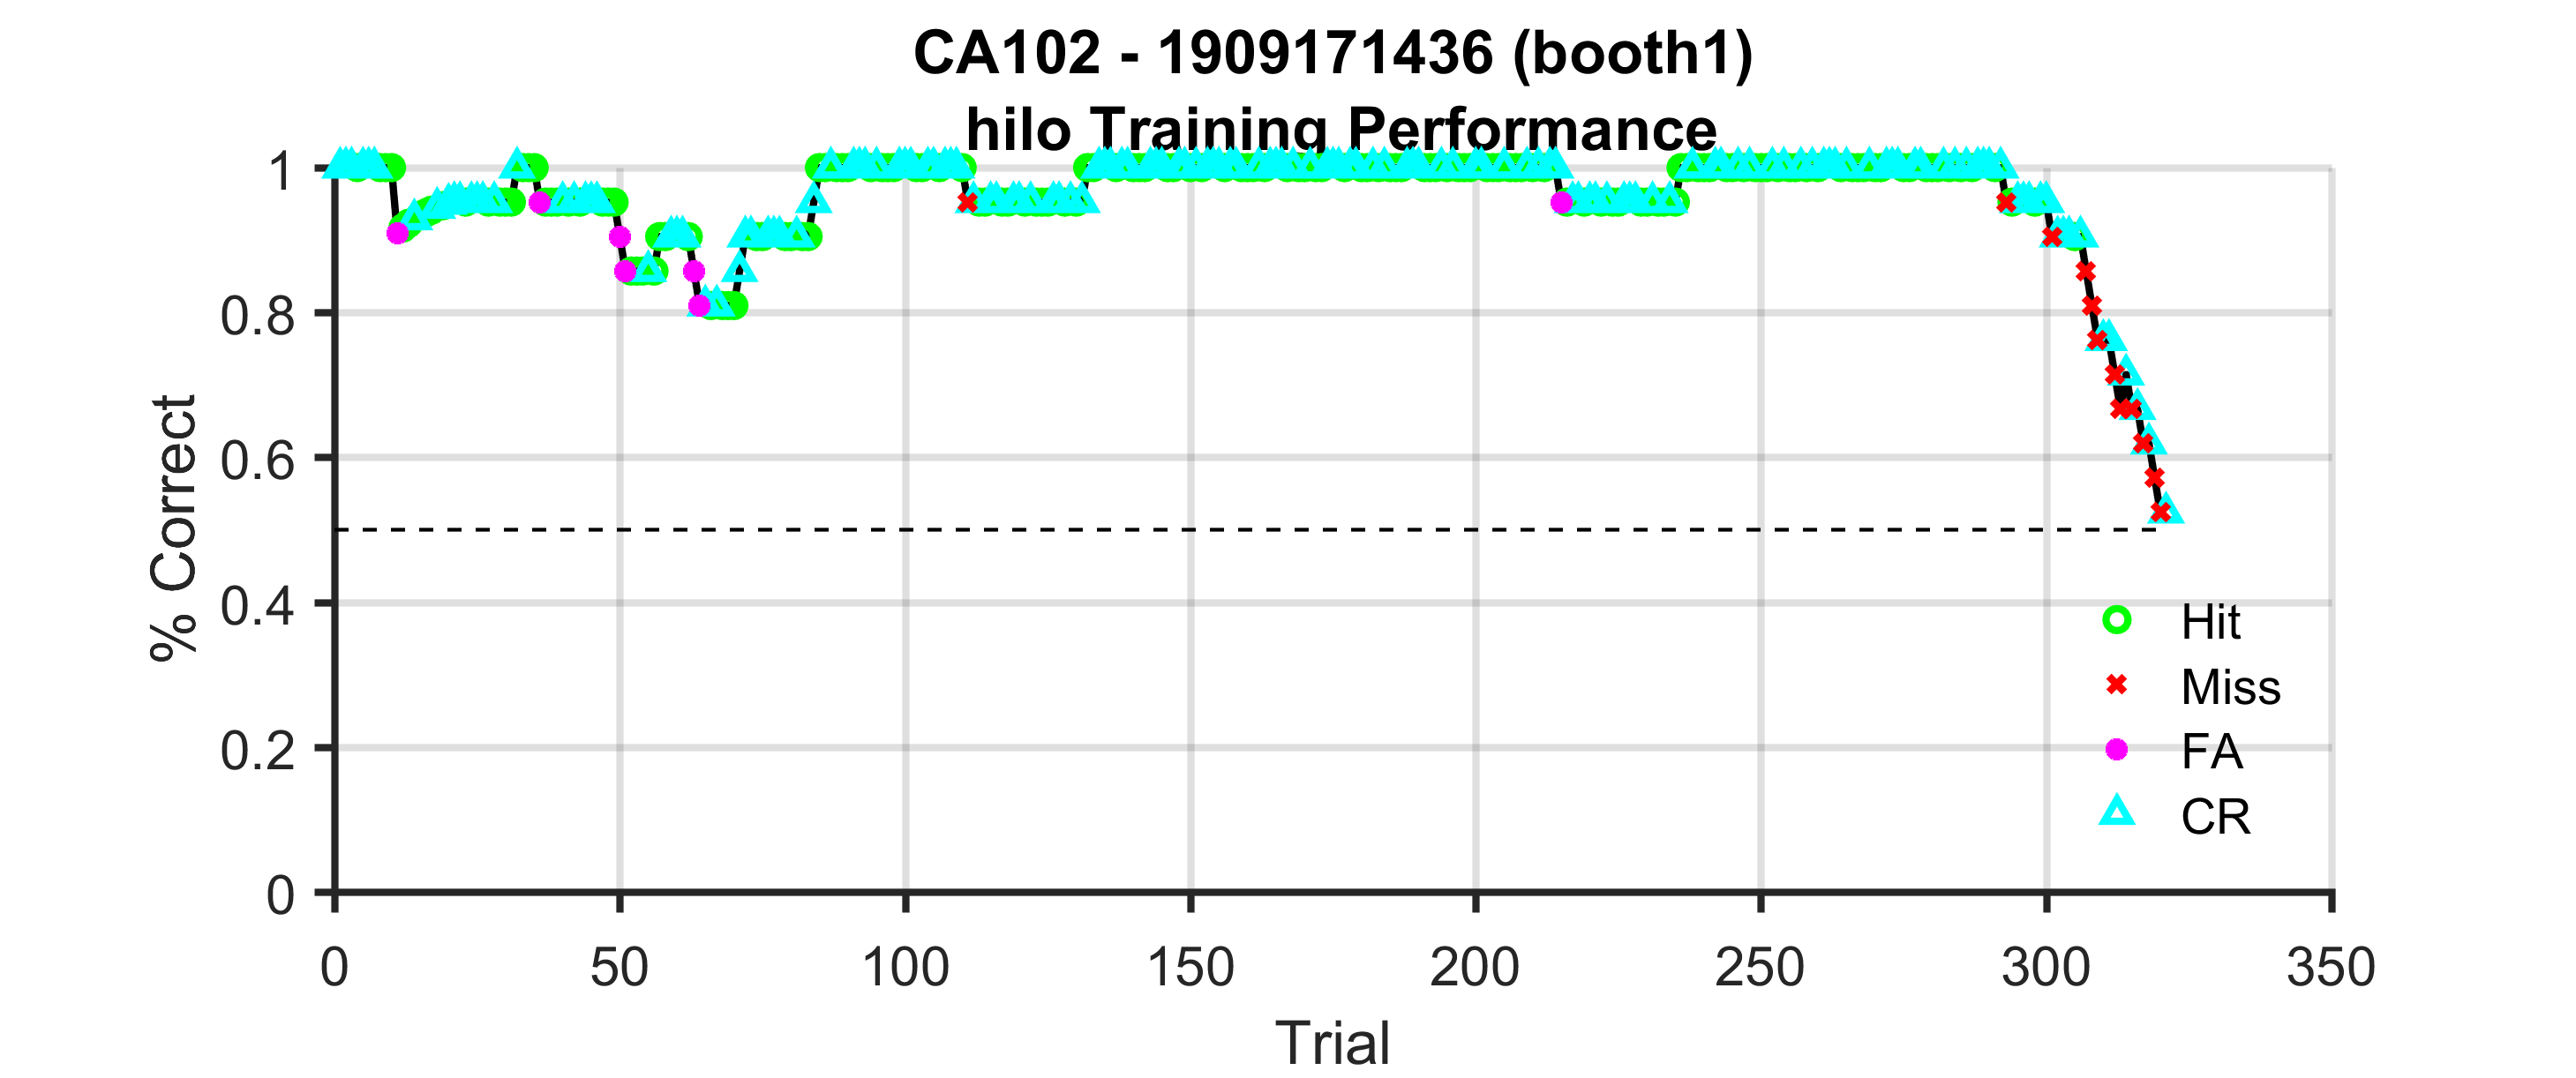 CA102 - 1909171436 (booth1)
hilo Training Performance
% Correct
1
0.8
0.6
0.4
0.2
0
0 50 100 150 200 250 300 350
Trial
Hit
Miss
FA
CR